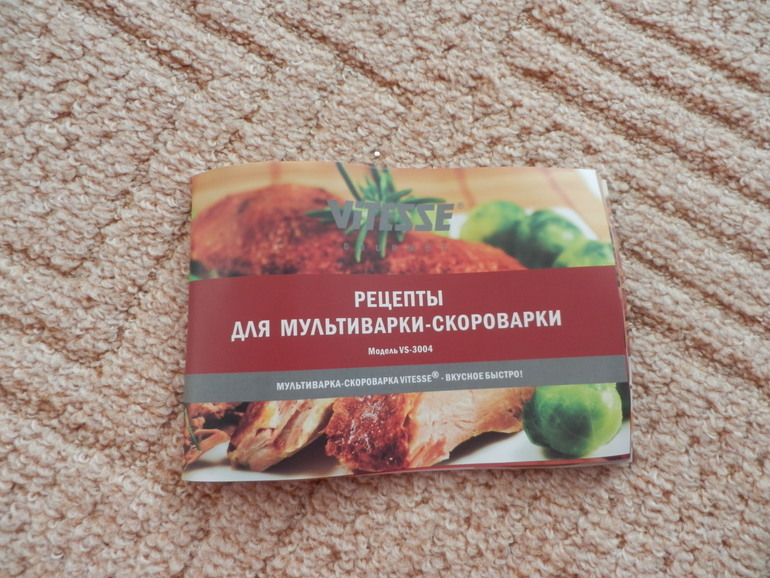 ViTESSE®
РЕЦЕПТЫ
ДЛЯ МУЛЬТИВАРКИ-СКОРОВАРКИ
Модель VS-3004
МУЛЬТИВАРКА-СКОРОВАРКА VITESSE® - ВКУСНОЕ БЫСТРО!